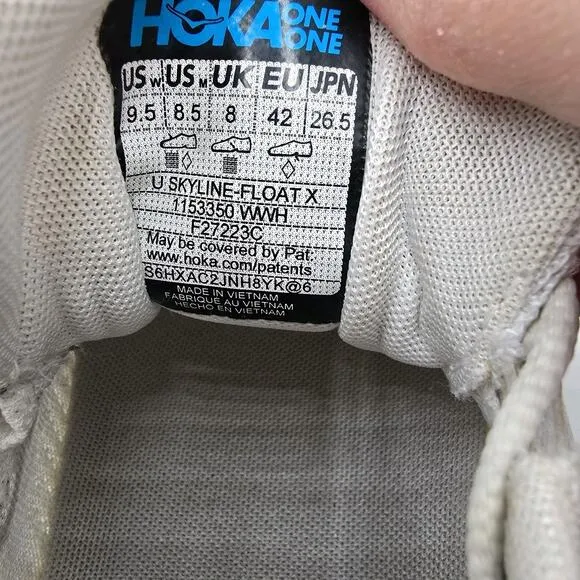 HOKA ONE ONE
US W US M UK EU JPN
9.5 8.5 8 42 26.5
U SKYLINE-FLOAT X
1153350 WWWH
F27223C
May be covered by Pat:
www.hoka.com/patents
S6HXAC2JNH8YK@6
MADE IN VIETNAM
FABRIQUE AU VIETNAM
HECHO EN VIETNAM